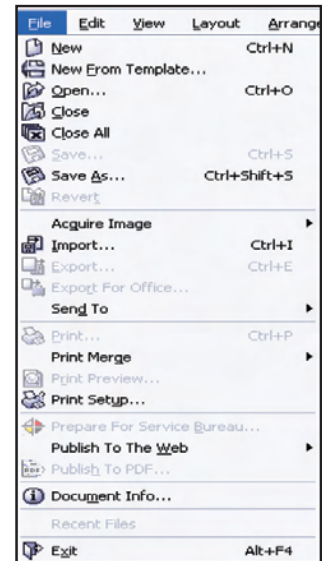 File Edit View Layout Arrange
New Ctrl+N
New From Template...
Open... Ctrl+O
Close
Close All
Save... Ctrl+S
Save As... Ctrl+Shift+S
Revert
Acquire Image
Import... Ctrl+I
Export... Ctrl+E
Export For Office...
Send To
Print... Ctrl+P
Print Merge
Print Preview...
Print Setup...
Prepare For Service Bureau...
Publish To The Web
Publish To PDF...
Document Info...
Recent Files
Exit Alt+F4